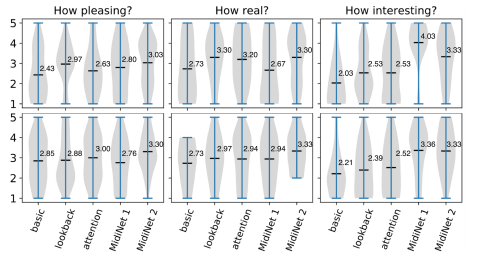 How pleasing? How real? How interesting?
5
4
3
2
1
2.43 2.97 2.63 2.80 3.03
2.73 3.30 3.20 2.67 3.30
2.03 2.53 2.53 4.03 3.33
5
4
3
2
1
2.85 2.88 3.00 2.76 3.30
2.73 2.97 2.94 2.94 3.33
2.21 2.39 2.52 3.36 3.33
basic lookback attention MidiNet 1 MidiNet 2
basic lookback attention MidiNet 1 MidiNet 2
basic lookback attention MidiNet 1 MidiNet 2